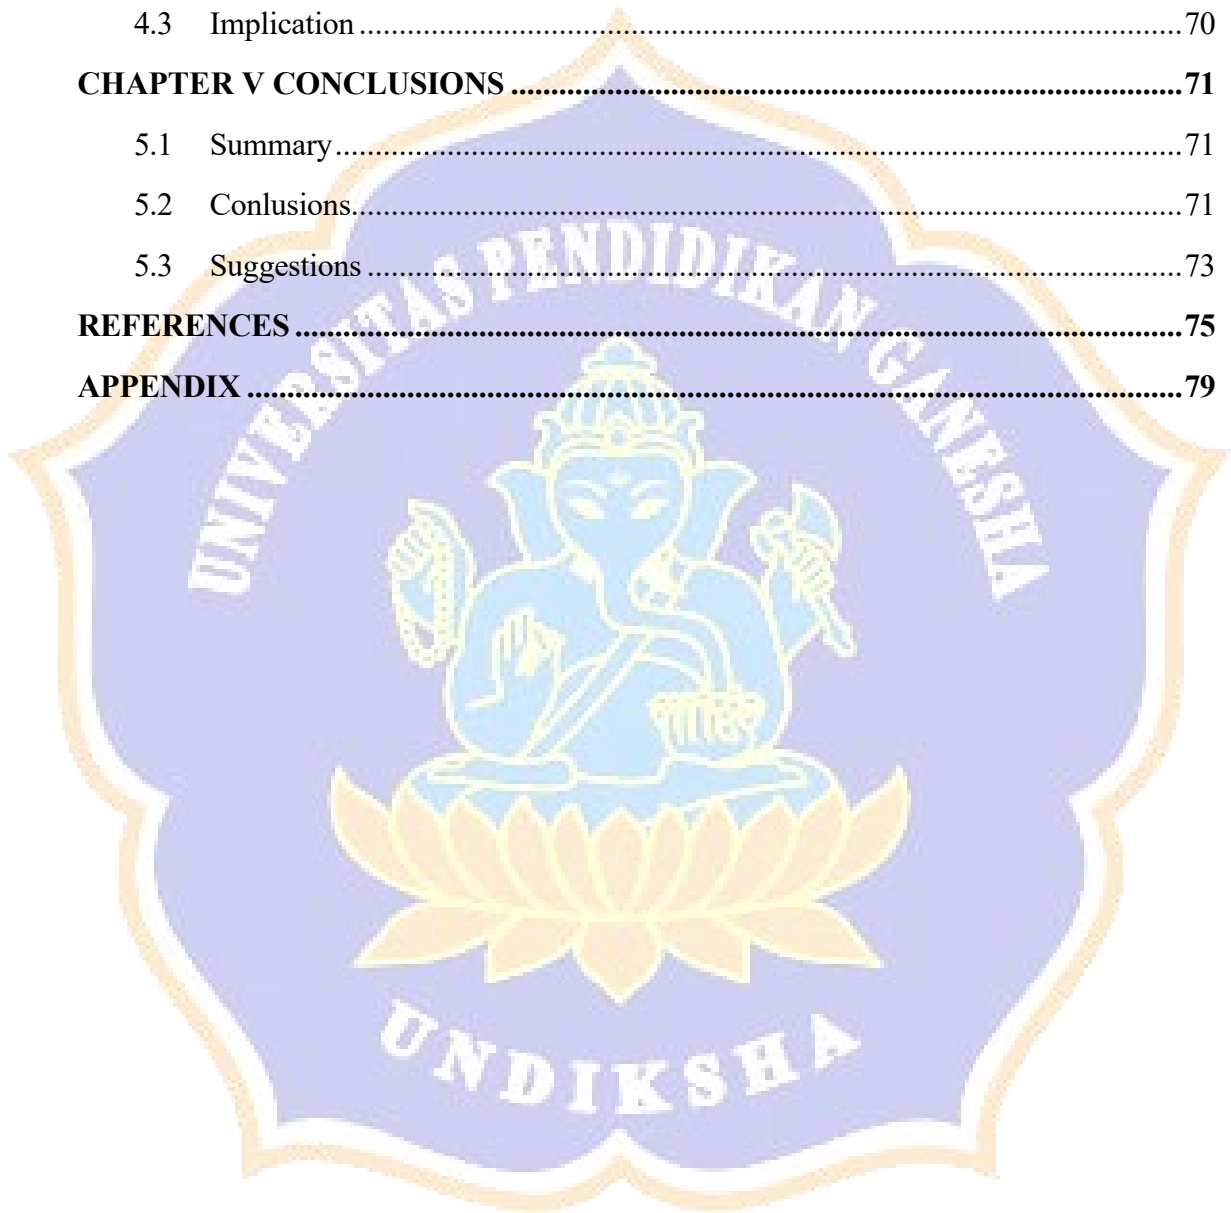 4.3 Implication ........................................................................................................ 70
CHAPTER V CONCLUSIONS .................................................................................... 71
5.1 Summary ........................................................................................................... 71
5.2 Conlusions......................................................................................................... 71
5.3 Suggestions ....................................................................................................... 73
REFERENCES ................................................................................................................ 75
APPENDIX ...................................................................................................................... 79
UNIVERSITAS PENDIDIKAN GANESHA
UNDIKSHA